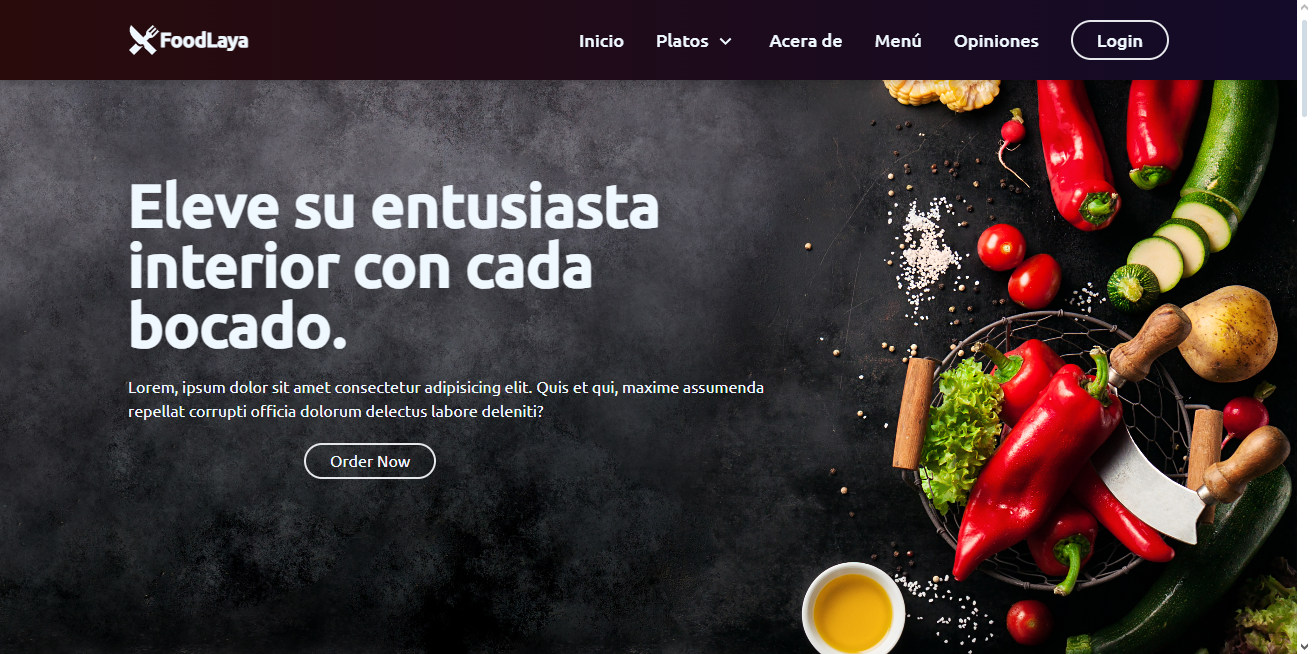 FoodLaya
Inicio Platos Acera de Menú Opiniones Login
Eleve su entusiasta
interior con cada
bocado.
Lorem, ipsum dolor sit amet consectetur adipisicing elit. Quis et qui, maxime assumenda
repellat corrupti officia dolorum delectus labore deleniti?
Order Now